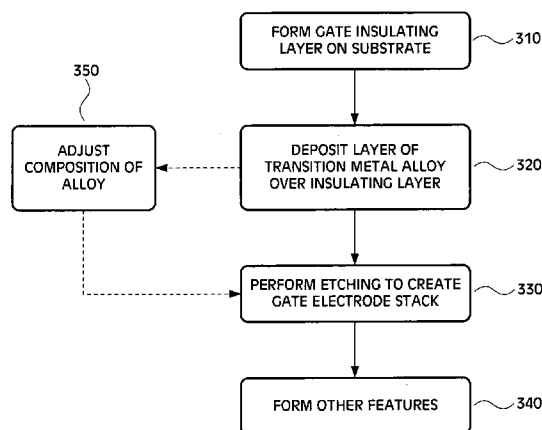 FORM GATE INSULATING
LAYER ON SUBSTRATE
310
350
ADJUST
COMPOSITION OF
ALLOY
DEPOSIT LAYER OF
TRANSITION METAL ALLOY
OVER INSULATING LAYER
320
PERFORM ETCHING TO CREATE
GATE ELECTRODE STACK
330
FORM OTHER FEATURES
340